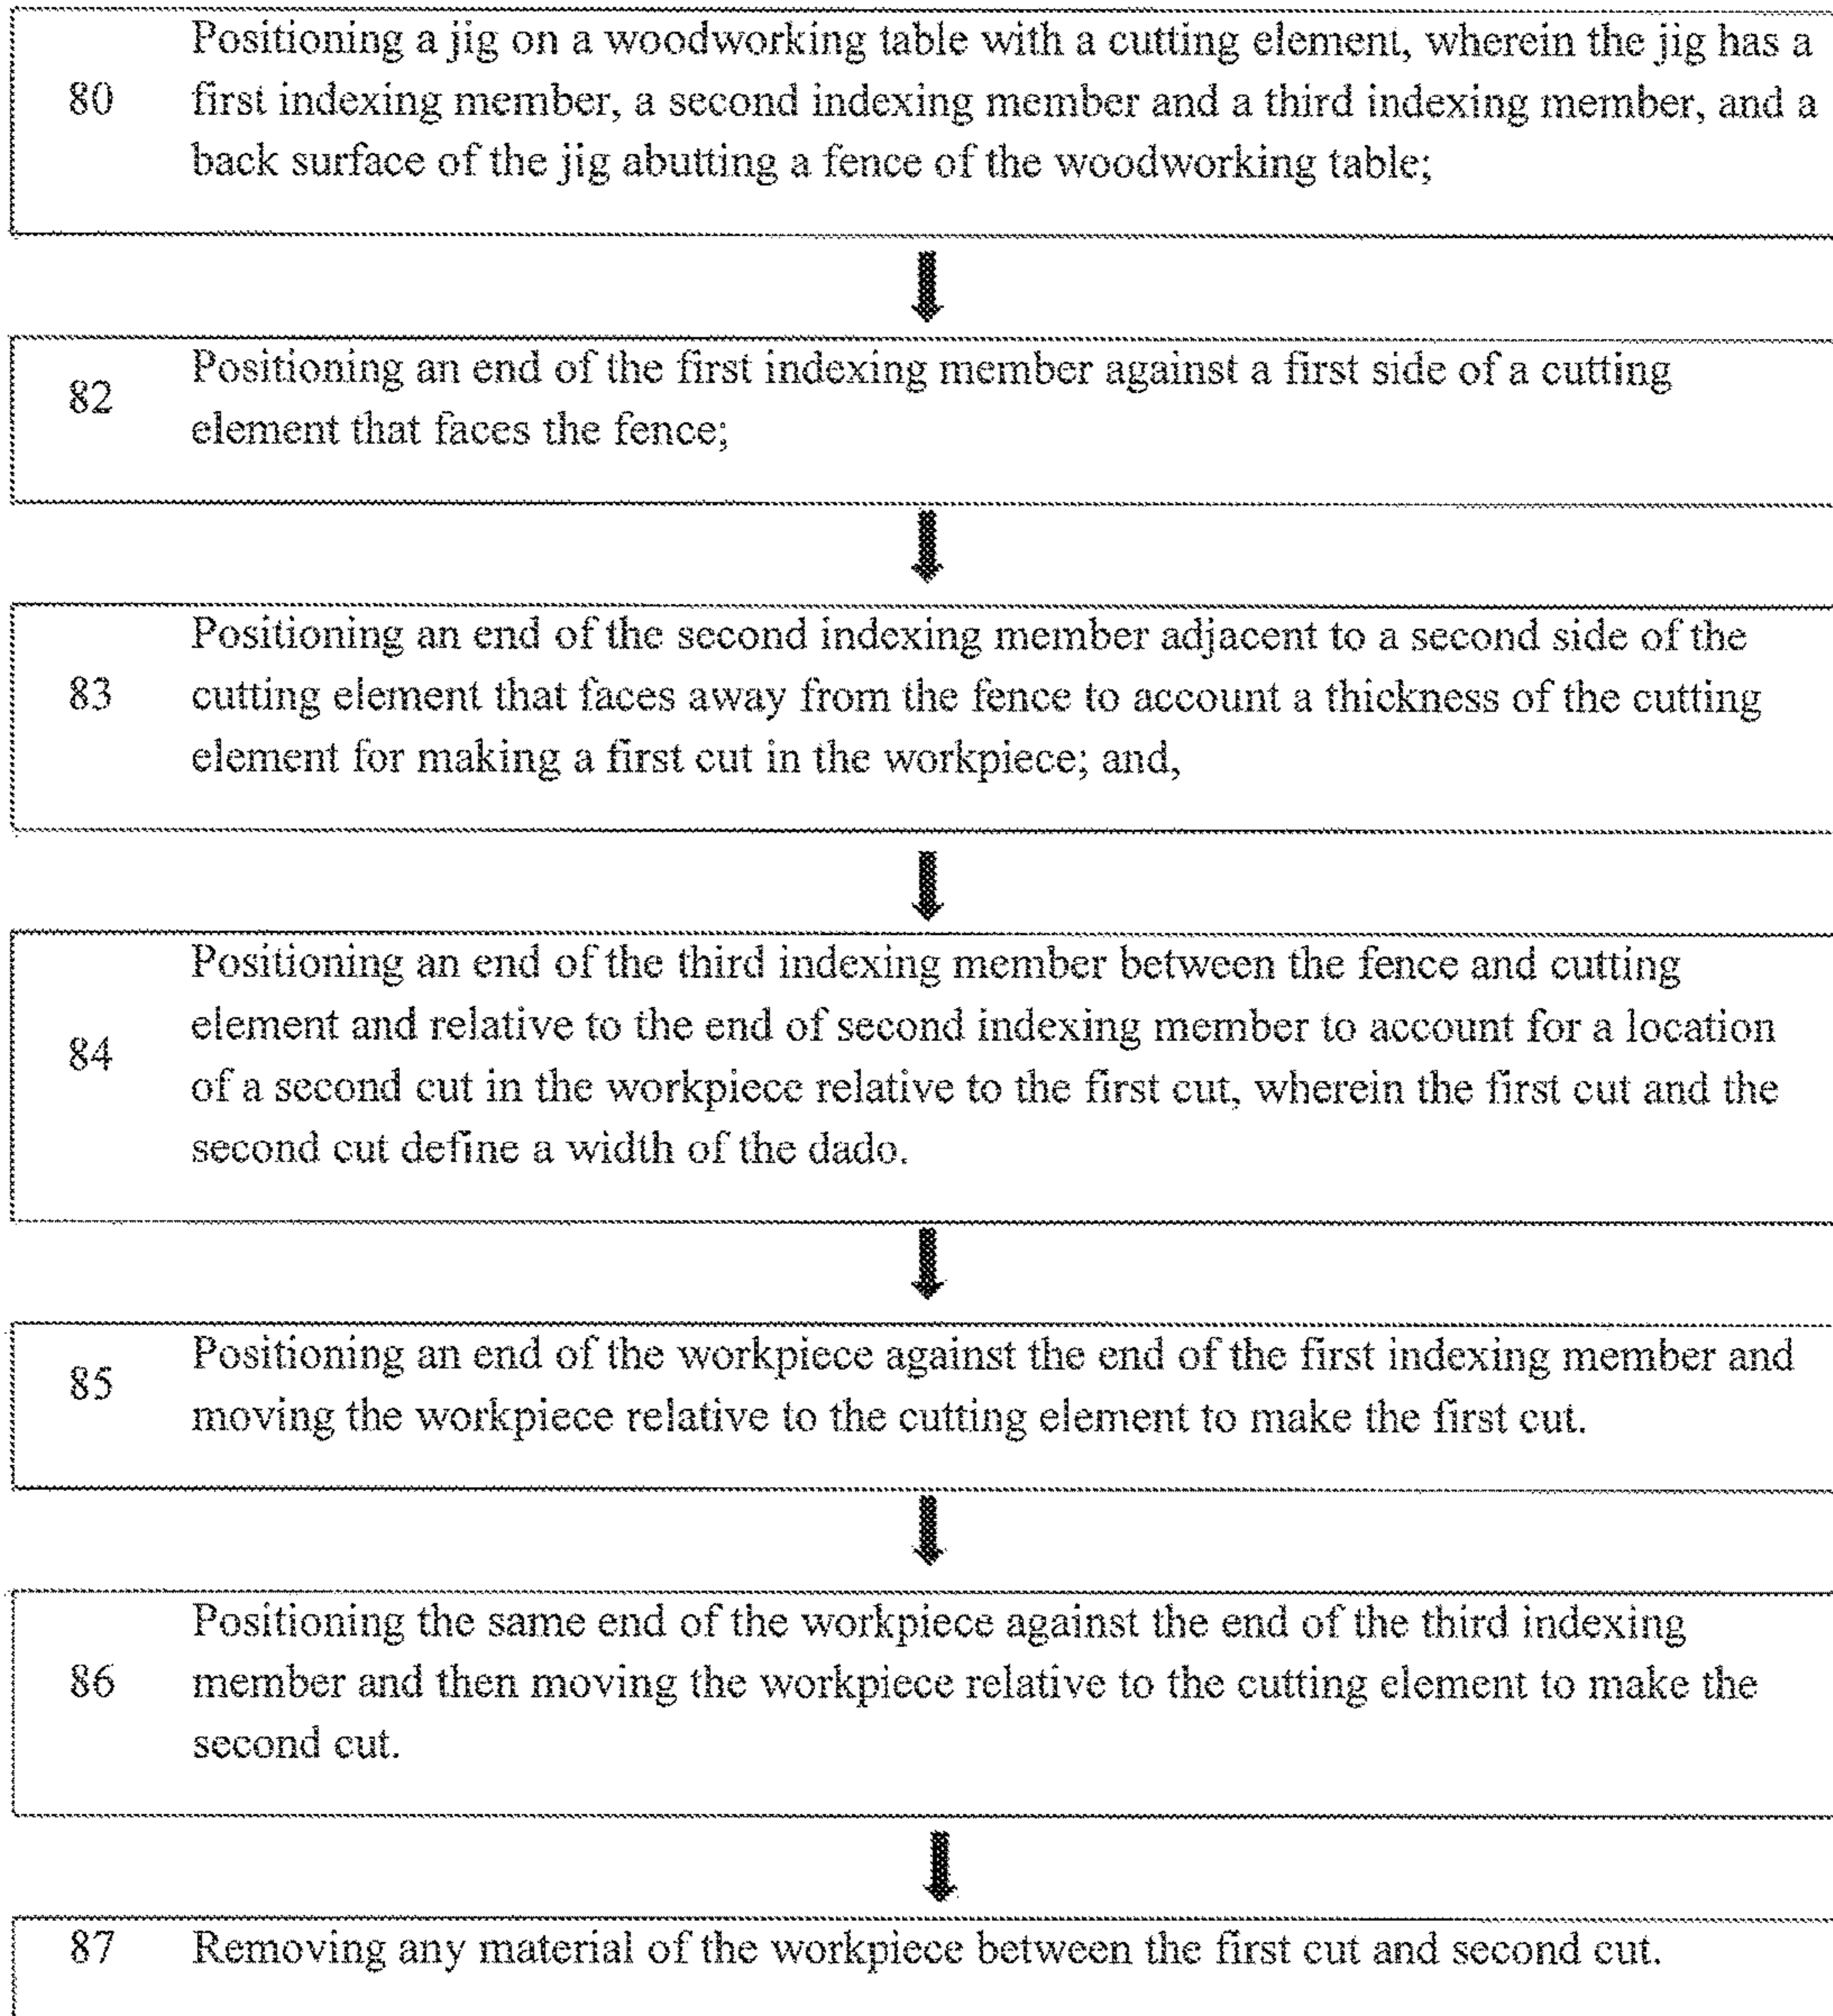 80
Positioning a jig on a woodworking table with a cutting element, wherein the jig has a
first indexing member, a second indexing member and a third indexing member, and a
back surface of the jig abutting a fence of the woodworking table;
82
Positioning an end of the first indexing member against a first side of a cutting
element that faces the fence;
83
Positioning an end of the second indexing member adjacent to a second side of the
cutting element that faces away from the fence to account a thickness of the cutting
element for making a first cut in the workpiece; and,
84
Positioning an end of the third indexing member between the fence and cutting
element and relative to the end of second indexing member to account for a location
of a second cut in the workpiece relative to the first cut, wherein the first cut and the
second cut define a width of the dado.
85
Positioning an end of the workpiece against the end of the first indexing member and
moving the workpiece relative to the cutting element to make the first cut.
86
Positioning the same end of the workpiece against the end of the third indexing
member and then moving the workpiece relative to the cutting element to make the
second cut.
87 Removing any material of the workpiece between the first cut and second cut.